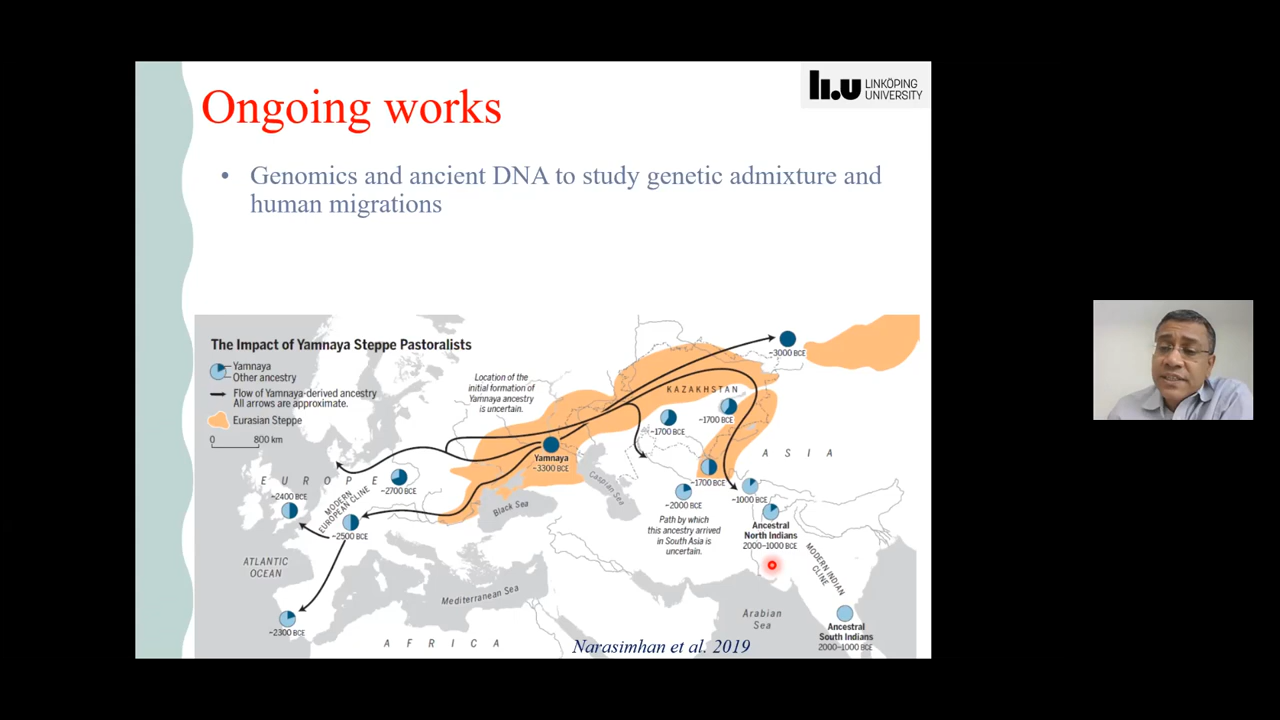 Ongoing works
LINKÖPING
UNIVERSITY
• Genomics and ancient DNA to study genetic admixture and
human migrations
The Impact of Yamnaya Steppe Pastoralists
Yamnaya
Other ancestry
Flow of Yamnaya-derived ancestry
All arrows are approximate.
Eurasian Steppe
0 800 km
Location of the
initial formation of
Yamnaya ancestry
is uncertain.
~3000 BCE
KAZAKHSTAN
~1700 BCE
~1700 BCE
Yamnaya
~3300 BCE
ASIA
EUROPE
~2700 BCE
~1700 BCE
~2400 BCE
MODERN
EUROPEAN CLINE
Caspian Sea
~2000 BCE
~1000 BCE
Black Sea
~2500 BCE
Path by which
this ancestry arrived
in South Asia is
uncertain.
Ancestral
North Indians
2000–1000 BCE
MODERN INDIAN
CLINE
ATLANTIC
OCEAN
Mediterranean Sea
Arabian
Sea
~2300 BCE
Ancestral
South Indians
2000–1000 BCE
AFRICA
Narasimhan et al. 2019